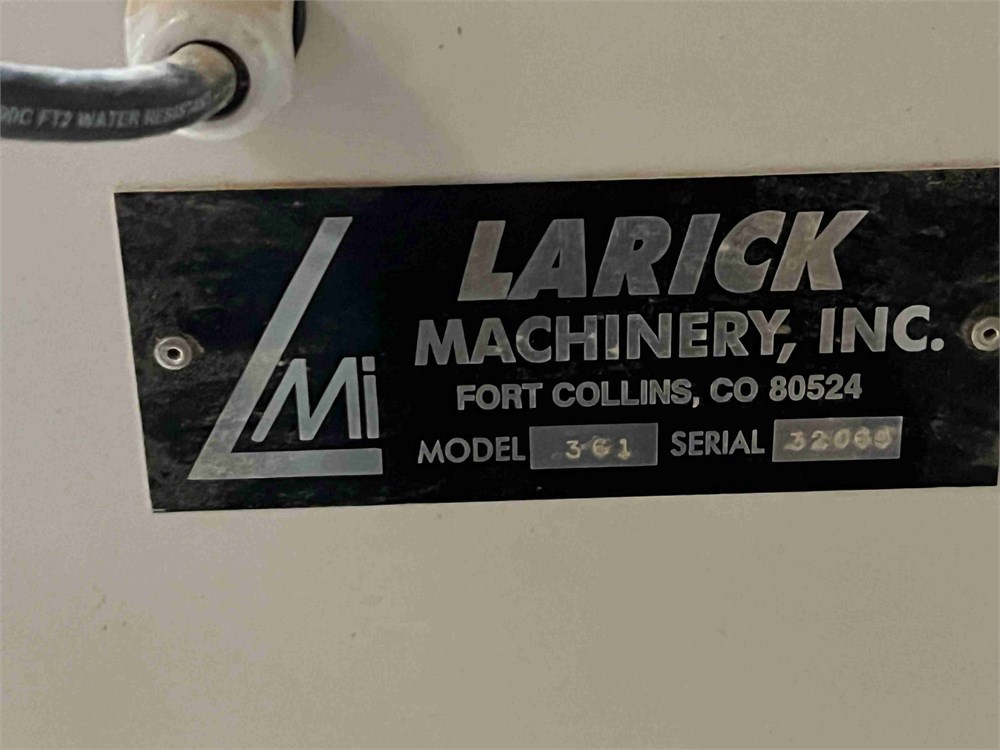 FT2 WATER
LARICK
MACHINERY, INC.
FORT COLLINS, CO 80524
LMi
MODEL 361 SERIAL